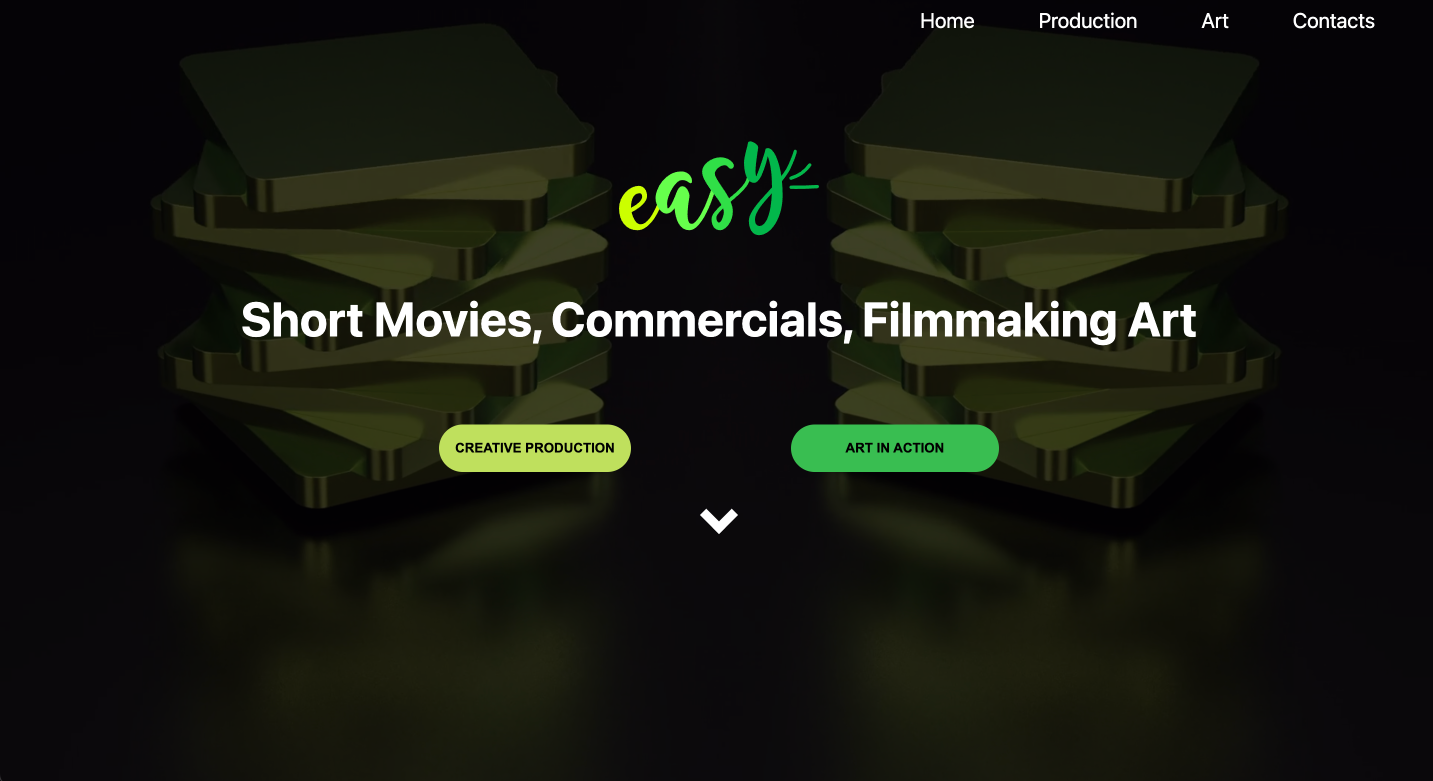 Home Production Art Contacts
easy
Short Movies, Commercials, Filmmaking Art
CREATIVE PRODUCTION ART IN ACTION